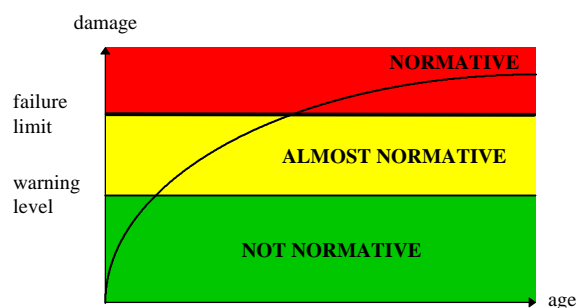 damage
NORMATIVE
failure
limit
ALMOST NORMATIVE
warning
level
NOT NORMATIVE
age